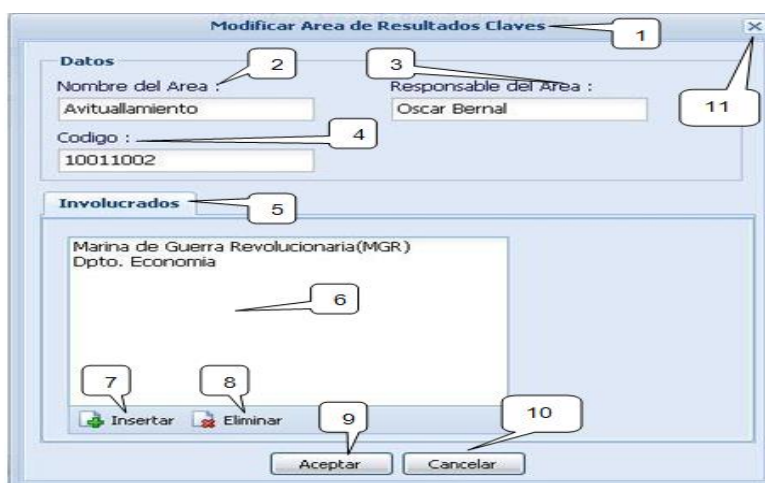 Modificar Area de Resultados Claves
1
11
Datos
2
3
Nombre del Area :
Responsable del Area :
Avituallamiento
Oscar Bernal
Codigo :
4
10011002
Involucrados
5
Marina de Guerra Revolucionaria(MGR)
Dpto. Economia
6
7
8
9
10
Insertar
Eliminar
Aceptar
Cancelar